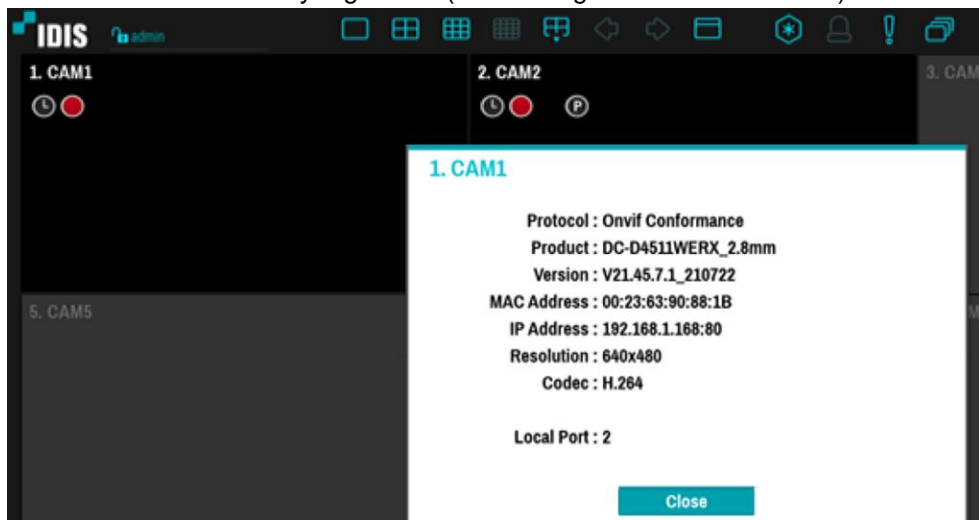 IDIS admin
1. CAM1
2. CAM2
3. CAM
P
1. CAM1
Protocol : Onvif Conformance
Product : DC-D4511WERX_2.8mm
Version : V21.45.7.1_210722
MAC Address : 00:23:63:90:88:1B
IP Address : 192.168.1.168:80
Resolution : 640x480
Codec : H.264
Local Port : 2
5. CAM5
M
Close